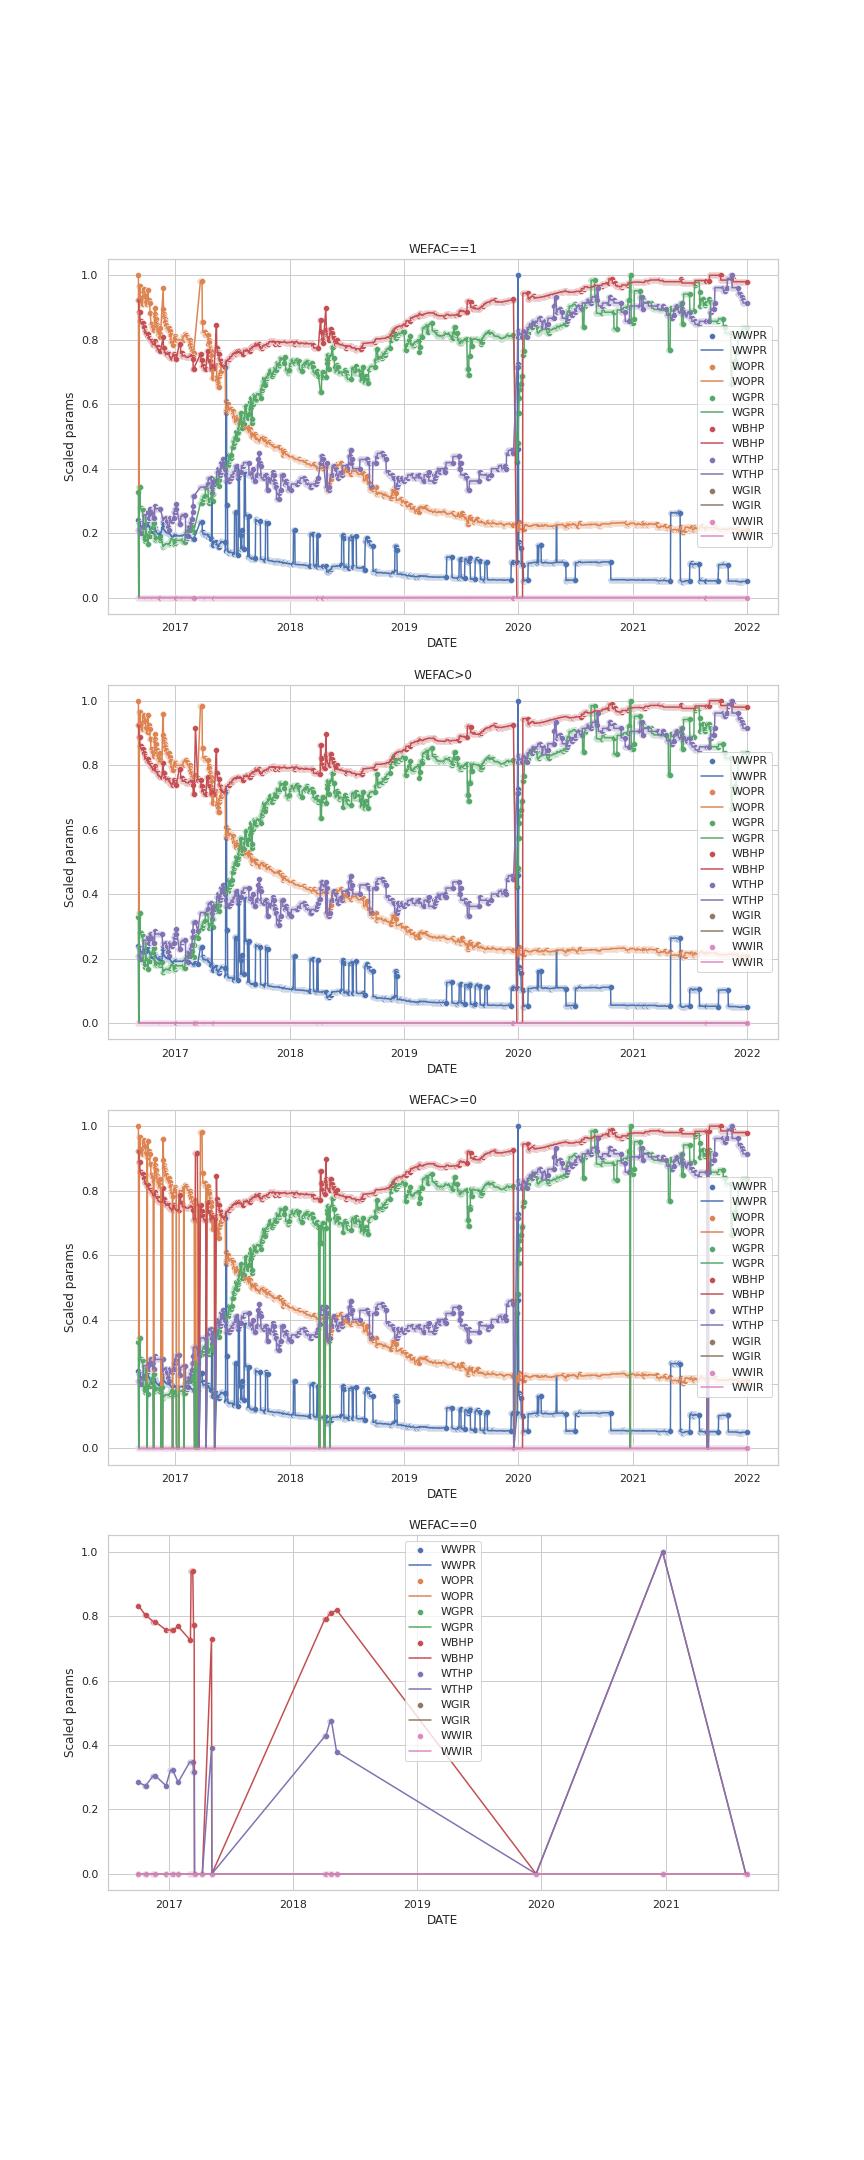 WEFAC==1
1.0
0.8
0.6
0.4
0.2
0.0
Scaled params
WWPR
WWPR
WOPR
WOPR
WGPR
WGPR
WBHP
WBHP
WTHP
WTHP
WGIR
WGIR
WWIR
WWIR
2017 2018 2019 2020 2021 2022
DATE
WEFAC>0
1.0
0.8
0.6
0.4
0.2
0.0
Scaled params
WWPR
WWPR
WOPR
WOPR
WGPR
WGPR
WBHP
WBHP
WTHP
WTHP
WGIR
WGIR
WWIR
WWIR
2017 2018 2019 2020 2021 2022
DATE
WEFAC>=0
1.0
0.8
0.6
0.4
0.2
0.0
Scaled params
WWPR
WWPR
WOPR
WOPR
WGPR
WGPR
WBHP
WBHP
WTHP
WTHP
WGIR
WGIR
WWIR
WWIR
2017 2018 2019 2020 2021 2022
DATE
WEFAC==0
1.0
0.8
0.6
0.4
0.2
0.0
Scaled params
WWPR
WWPR
WOPR
WOPR
WGPR
WGPR
WBHP
WBHP
WTHP
WTHP
WGIR
WGIR
WWIR
WWIR
2017 2018 2019 2020 2021
DATE